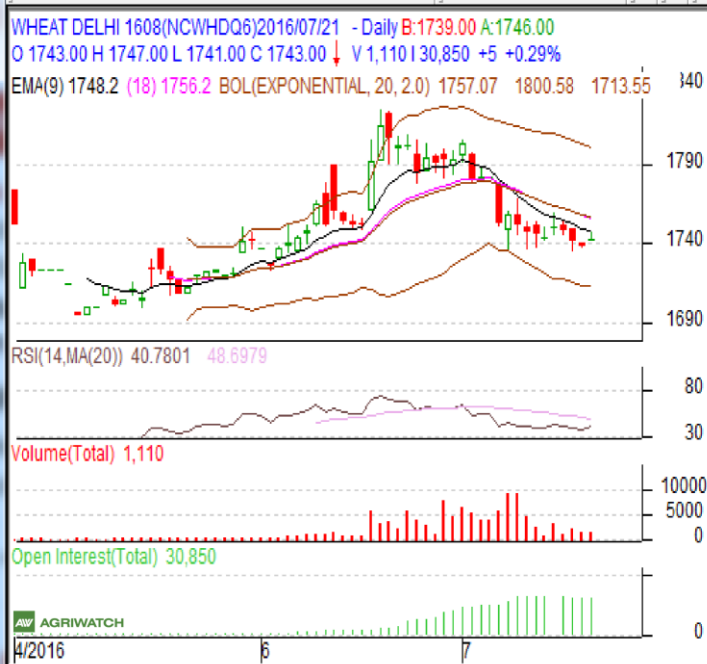 WHEAT DELHI 1608(NCWHDQ6)2016/07/21 - Daily B:1739.00 A:1746.00
O 1743.00 H 1747.00 L 1741.00 C 1743.00 V 1,110 I 30,850 +5 +0.29%
EMA(9) 1748.2 (18) 1756.2 BOL(EXPONENTIAL, 20, 2.0) 1757.07 1800.58 1713.55
1790
1740
1690
RSI(14,MA(20)) 40.7801 48.6979
80
30
Volume(Total) 1,110
10000
5000
0
Open Interest(Total) 30,850
AW AGRIWATCH
0
4/2016 6 7